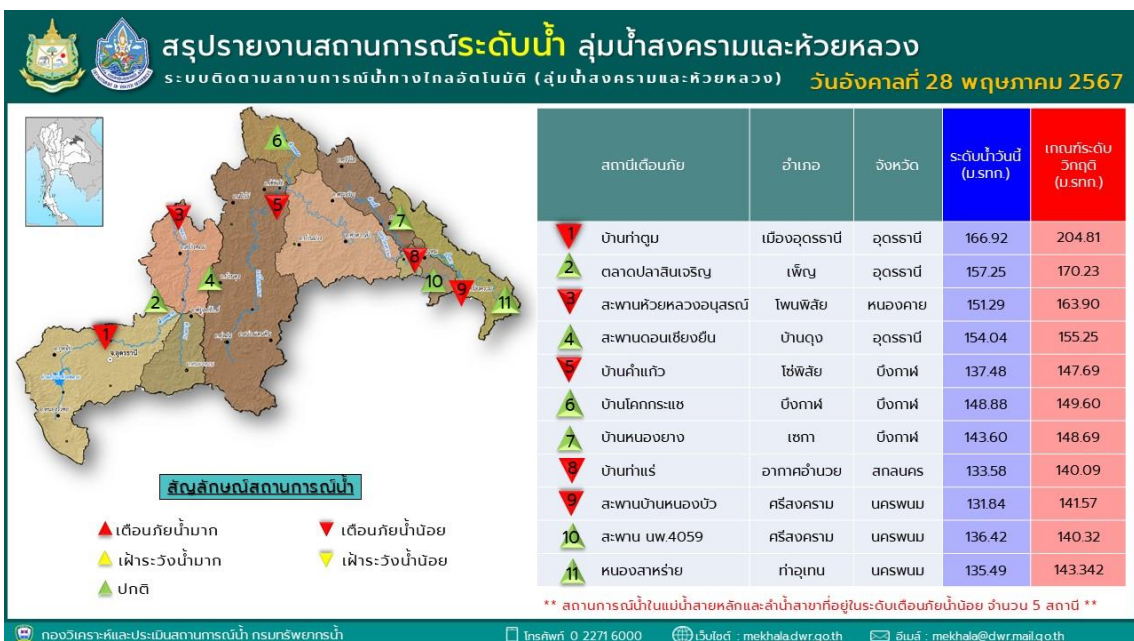 สรุปรายงานสถานการณ์ระดับน้ำ ลุ่มน้ำสงครามและห้วยหลวง
ระบบติดตามสถานการณ์น้ำทางไกลอัตโนมัติ (ลุ่มน้ำสงครามและห้วยหลวง) วันอังคารที่ 28 พฤษภาคม 2567
6
7
5
3
8
10
9
11
4
2
1
จ.อุดรธานี
สัญลักษณ์สถานการณ์น้ำ
เตือนภัยน้ำมาก เตือนภัยน้ำน้อย
เฝ้าระวังน้ำมาก เฝ้าระวังน้ำน้อย
ปกติ
สถานีเตือนภัย อำเภอ จังหวัด ระดับน้ำวันนี้ (ม.รทก.) เกณฑ์ระดับวิกฤติ (ม.รทก.)
1 บ้านท่าตูม เมืองอุดรธานี อุดรธานี 166.92 204.81
2 ตลาดปลาสินเจริญ เพ็ญ อุดรธานี 157.25 170.23
3 สะพานห้วยหลวงอนุสรณ์ โพนพิสัย หนองคาย 151.29 163.90
4 สะพานดอนเชียงยืน บ้านดุง อุดรธานี 154.04 155.25
5 บ้านคำแก้ว โซ่พิสัย บึงกาฬ 137.48 147.69
6 บ้านโคกกระแซ บึงกาฬ บึงกาฬ 148.88 149.60
7 บ้านหนองยาง เซกา บึงกาฬ 143.60 148.69
8 บ้านท่าแร่ อากาศอำนวย สกลนคร 133.58 140.09
9 สะพานบ้านหนองบัว ศรีสงคราม นครพนม 131.84 141.57
10 สะพาน นพ.4059 ศรีสงคราม นครพนม 136.42 140.32
11 หนองสาหร่าย ท่าอุเทน นครพนม 135.49 143.342
** สถานการณ์น้ำในแม่น้ำสายหลักและลำน้ำสาขาที่อยู่ในระดับเตือนภัยน้ำน้อย จำนวน 5 สถานี **
กองวิเคราะห์และประเมินสถานการณ์น้ำ กรมทรัพยากรน้ำ โทรศัพท์ 0 2271 6000 เว็บไซต์ : mekhala.dwr.go.th อีเมล์ : mekhala@dwr.mail.go.th